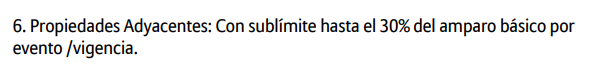 6. Propiedades Adyacentes: Con sublímite hasta el 30% del amparo básico por
evento /vigencia.